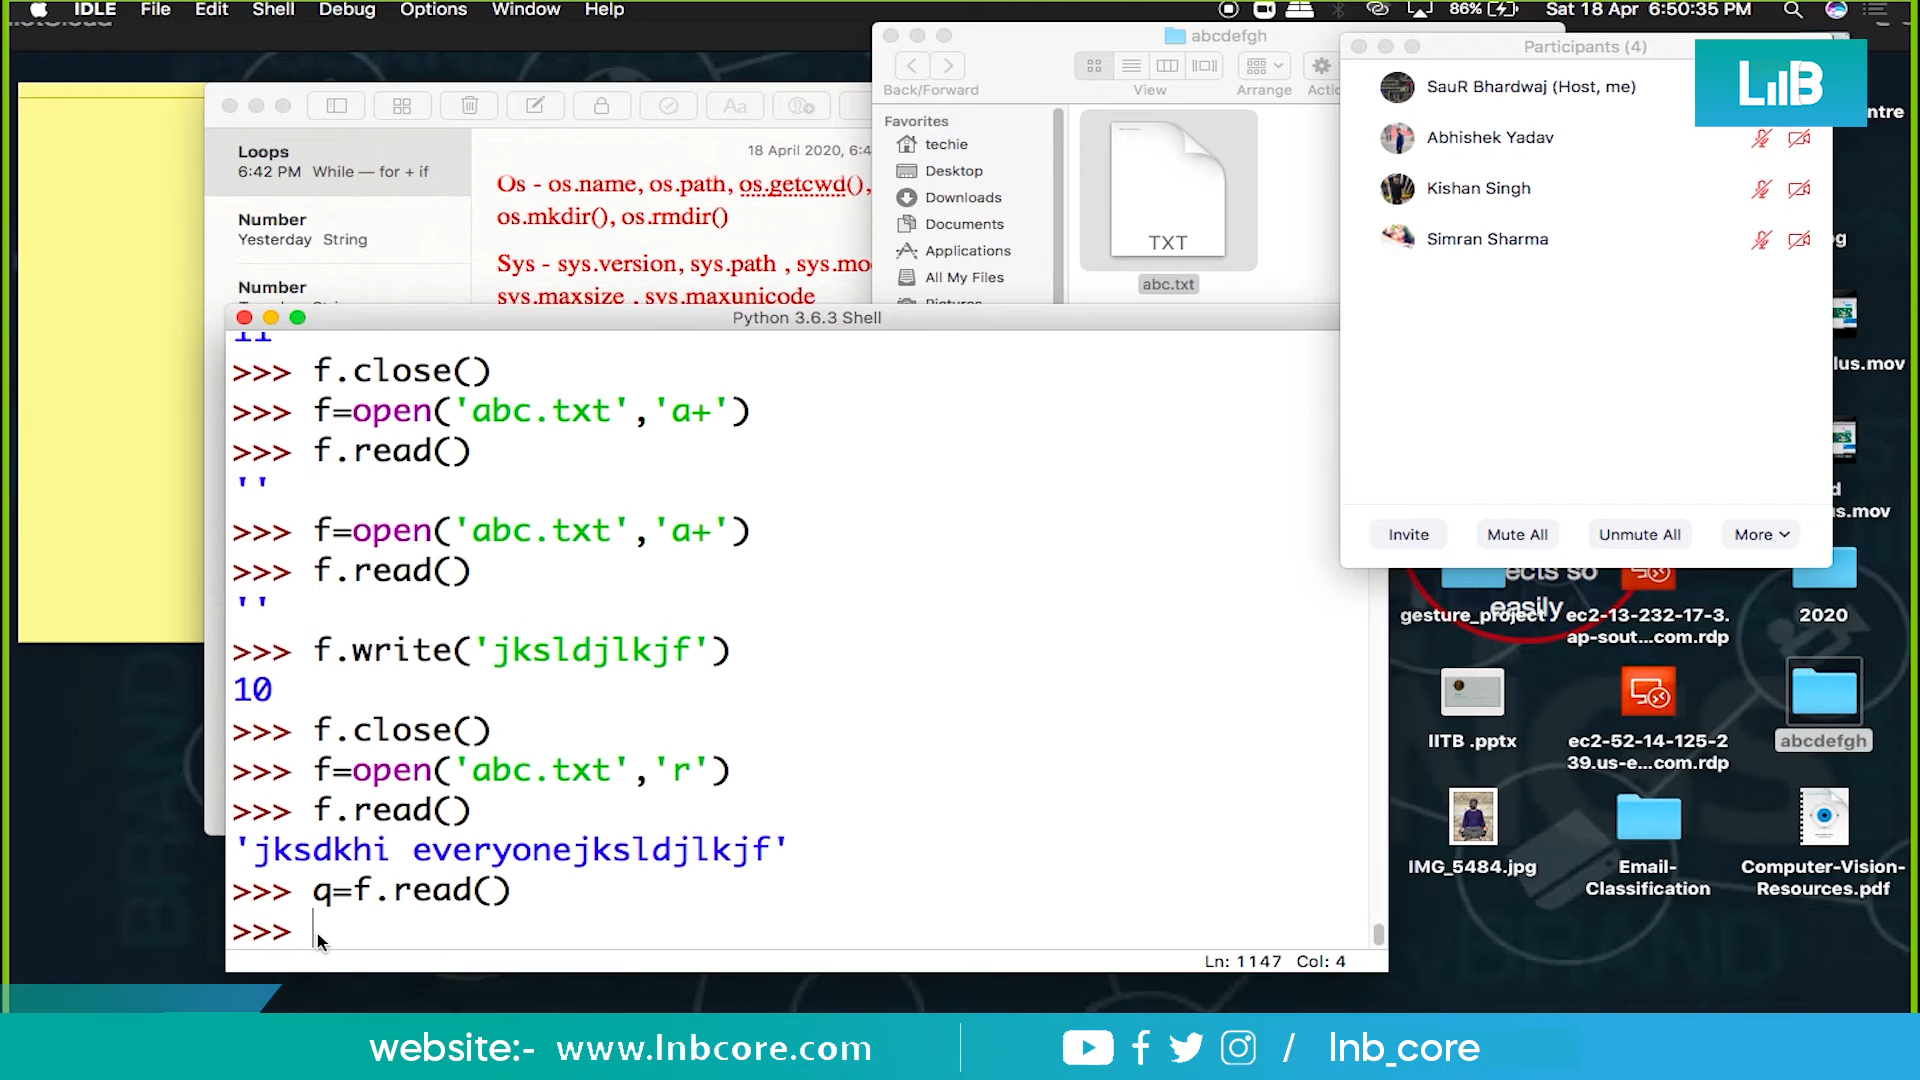 IDLE File Edit Shell Debug Options Window Help
86% Sat 18 Apr 6:50:35 PM
abcdefgh
Back/Forward View Arrange
Favorites
techie
Desktop
Downloads
Documents
Applications
All My Files
TXT
abc.txt
Participants (4)
SauR Bhardwaj (Host, me)
Abhishek Yadav
Kishan Singh
Simran Sharma
Invite Mute All Unmute All More
LNB
Loops
6:42 PM While — for + if
Number
Yesterday String
Number
Aa
18 April 2020, 6:4
Os - os.name, os.path, os.getcwd(),
os.mkdir(), os.rmdir()
Sys - sys.version, sys.path , sys.mo
sys.maxsize , sys.maxunicode
Python 3.6.3 Shell
11
>>> f.close()
>>> f=open('abc.txt','a+')
>>> f.read()
''
>>> f=open('abc.txt','a+')
>>> f.read()
''
>>> f.write('jksldjlkjf')
10
>>> f.close()
>>> f=open('abc.txt','r')
>>> f.read()
'jksdkhi everyonejksldjlkjf'
>>> q=f.read()
>>>
Ln: 1147 Col: 4
ntre
lus.mov
s.mov
easily
gesture_project
ec2-13-232-17-3.
ap-sout...com.rdp
2020
IITB .pptx
ec2-52-14-125-2
39.us-e...com.rdp
abcdefgh
IMG_5484.jpg
Email-
Classification
Computer-Vision-
Resources.pdf
website:- www.lnbcore.com
/ lnb_core